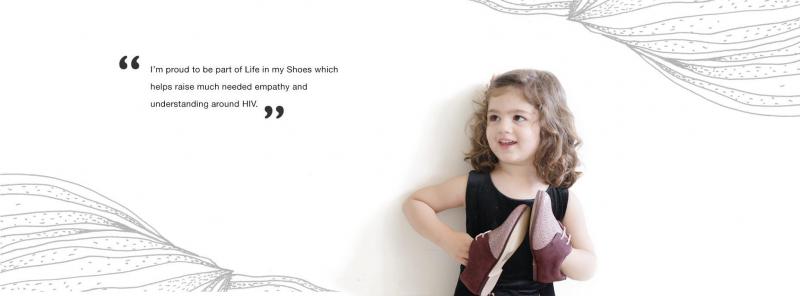 “ I’m proud to be part of Life in my Shoes which
helps raise much needed empathy and
understanding around HIV. ”